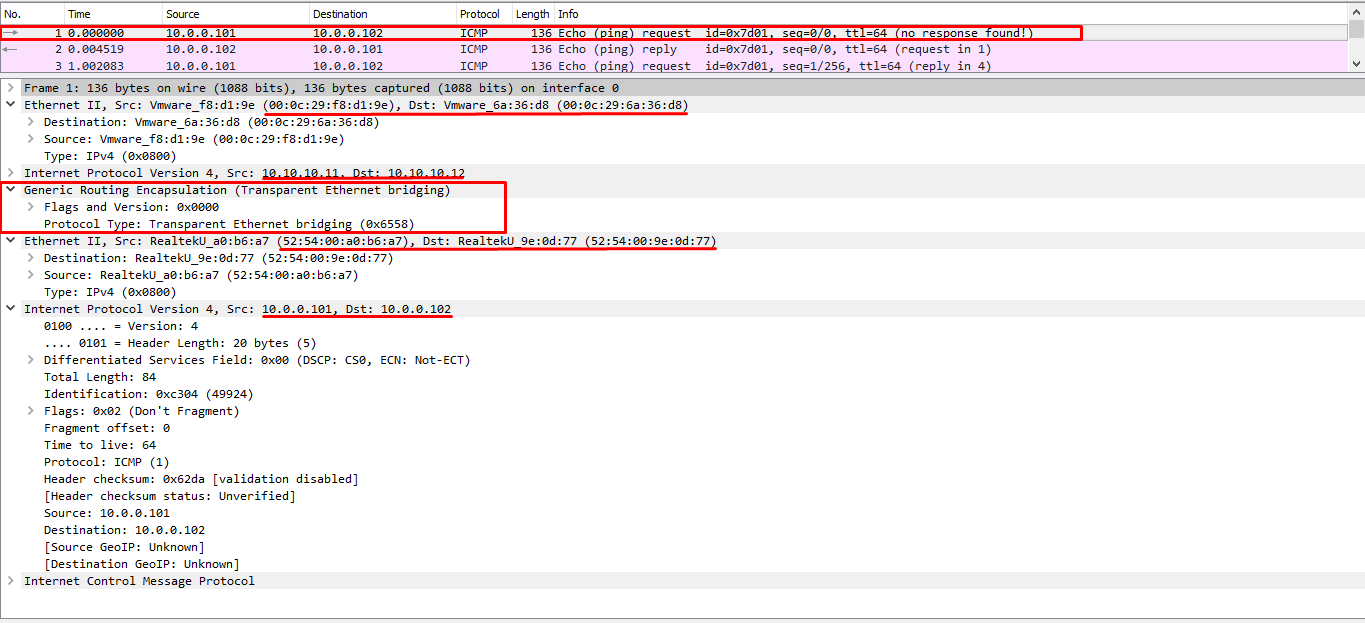 No. Time Source Destination Protocol Length Info
1 0.000000 10.0.0.101 10.0.0.102 ICMP 136 Echo (ping) request id=0x7d01, seq=0/0, ttl=64 (no response found!)
2 0.004519 10.0.0.102 10.0.0.101 ICMP 136 Echo (ping) reply id=0x7d01, seq=0/0, ttl=64 (request in 1)
3 1.002083 10.0.0.101 10.0.0.102 ICMP 136 Echo (ping) request id=0x7d01, seq=1/256, ttl=64 (reply in 4)
Frame 1: 136 bytes on wire (1088 bits), 136 bytes captured (1088 bits) on interface 0
Ethernet II, Src: Vmware_f8:d1:9e (00:0c:29:f8:d1:9e), Dst: Vmware_6a:36:d8 (00:0c:29:6a:36:d8)
Destination: Vmware_6a:36:d8 (00:0c:29:6a:36:d8)
Source: Vmware_f8:d1:9e (00:0c:29:f8:d1:9e)
Type: IPv4 (0x0800)
Internet Protocol Version 4, Src: 10.10.10.11, Dst: 10.10.10.12
Generic Routing Encapsulation (Transparent Ethernet bridging)
Flags and Version: 0x0000
Protocol Type: Transparent Ethernet bridging (0x6558)
Ethernet II, Src: RealtekU_a0:b6:a7 (52:54:00:a0:b6:a7), Dst: RealtekU_9e:0d:77 (52:54:00:9e:0d:77)
Destination: RealtekU_9e:0d:77 (52:54:00:9e:0d:77)
Source: RealtekU_a0:b6:a7 (52:54:00:a0:b6:a7)
Type: IPv4 (0x0800)
Internet Protocol Version 4, Src: 10.0.0.101, Dst: 10.0.0.102
0100 .... = Version: 4
.... 0101 = Header Length: 20 bytes (5)
Differentiated Services Field: 0x00 (DSCP: CS0, ECN: Not-ECT)
Total Length: 84
Identification: 0xc304 (49924)
Flags: 0x02 (Don't Fragment)
Fragment offset: 0
Time to live: 64
Protocol: ICMP (1)
Header checksum: 0x62da [validation disabled]
[Header checksum status: Unverified]
Source: 10.0.0.101
Destination: 10.0.0.102
[Source GeoIP: Unknown]
[Destination GeoIP: Unknown]
Internet Control Message Protocol